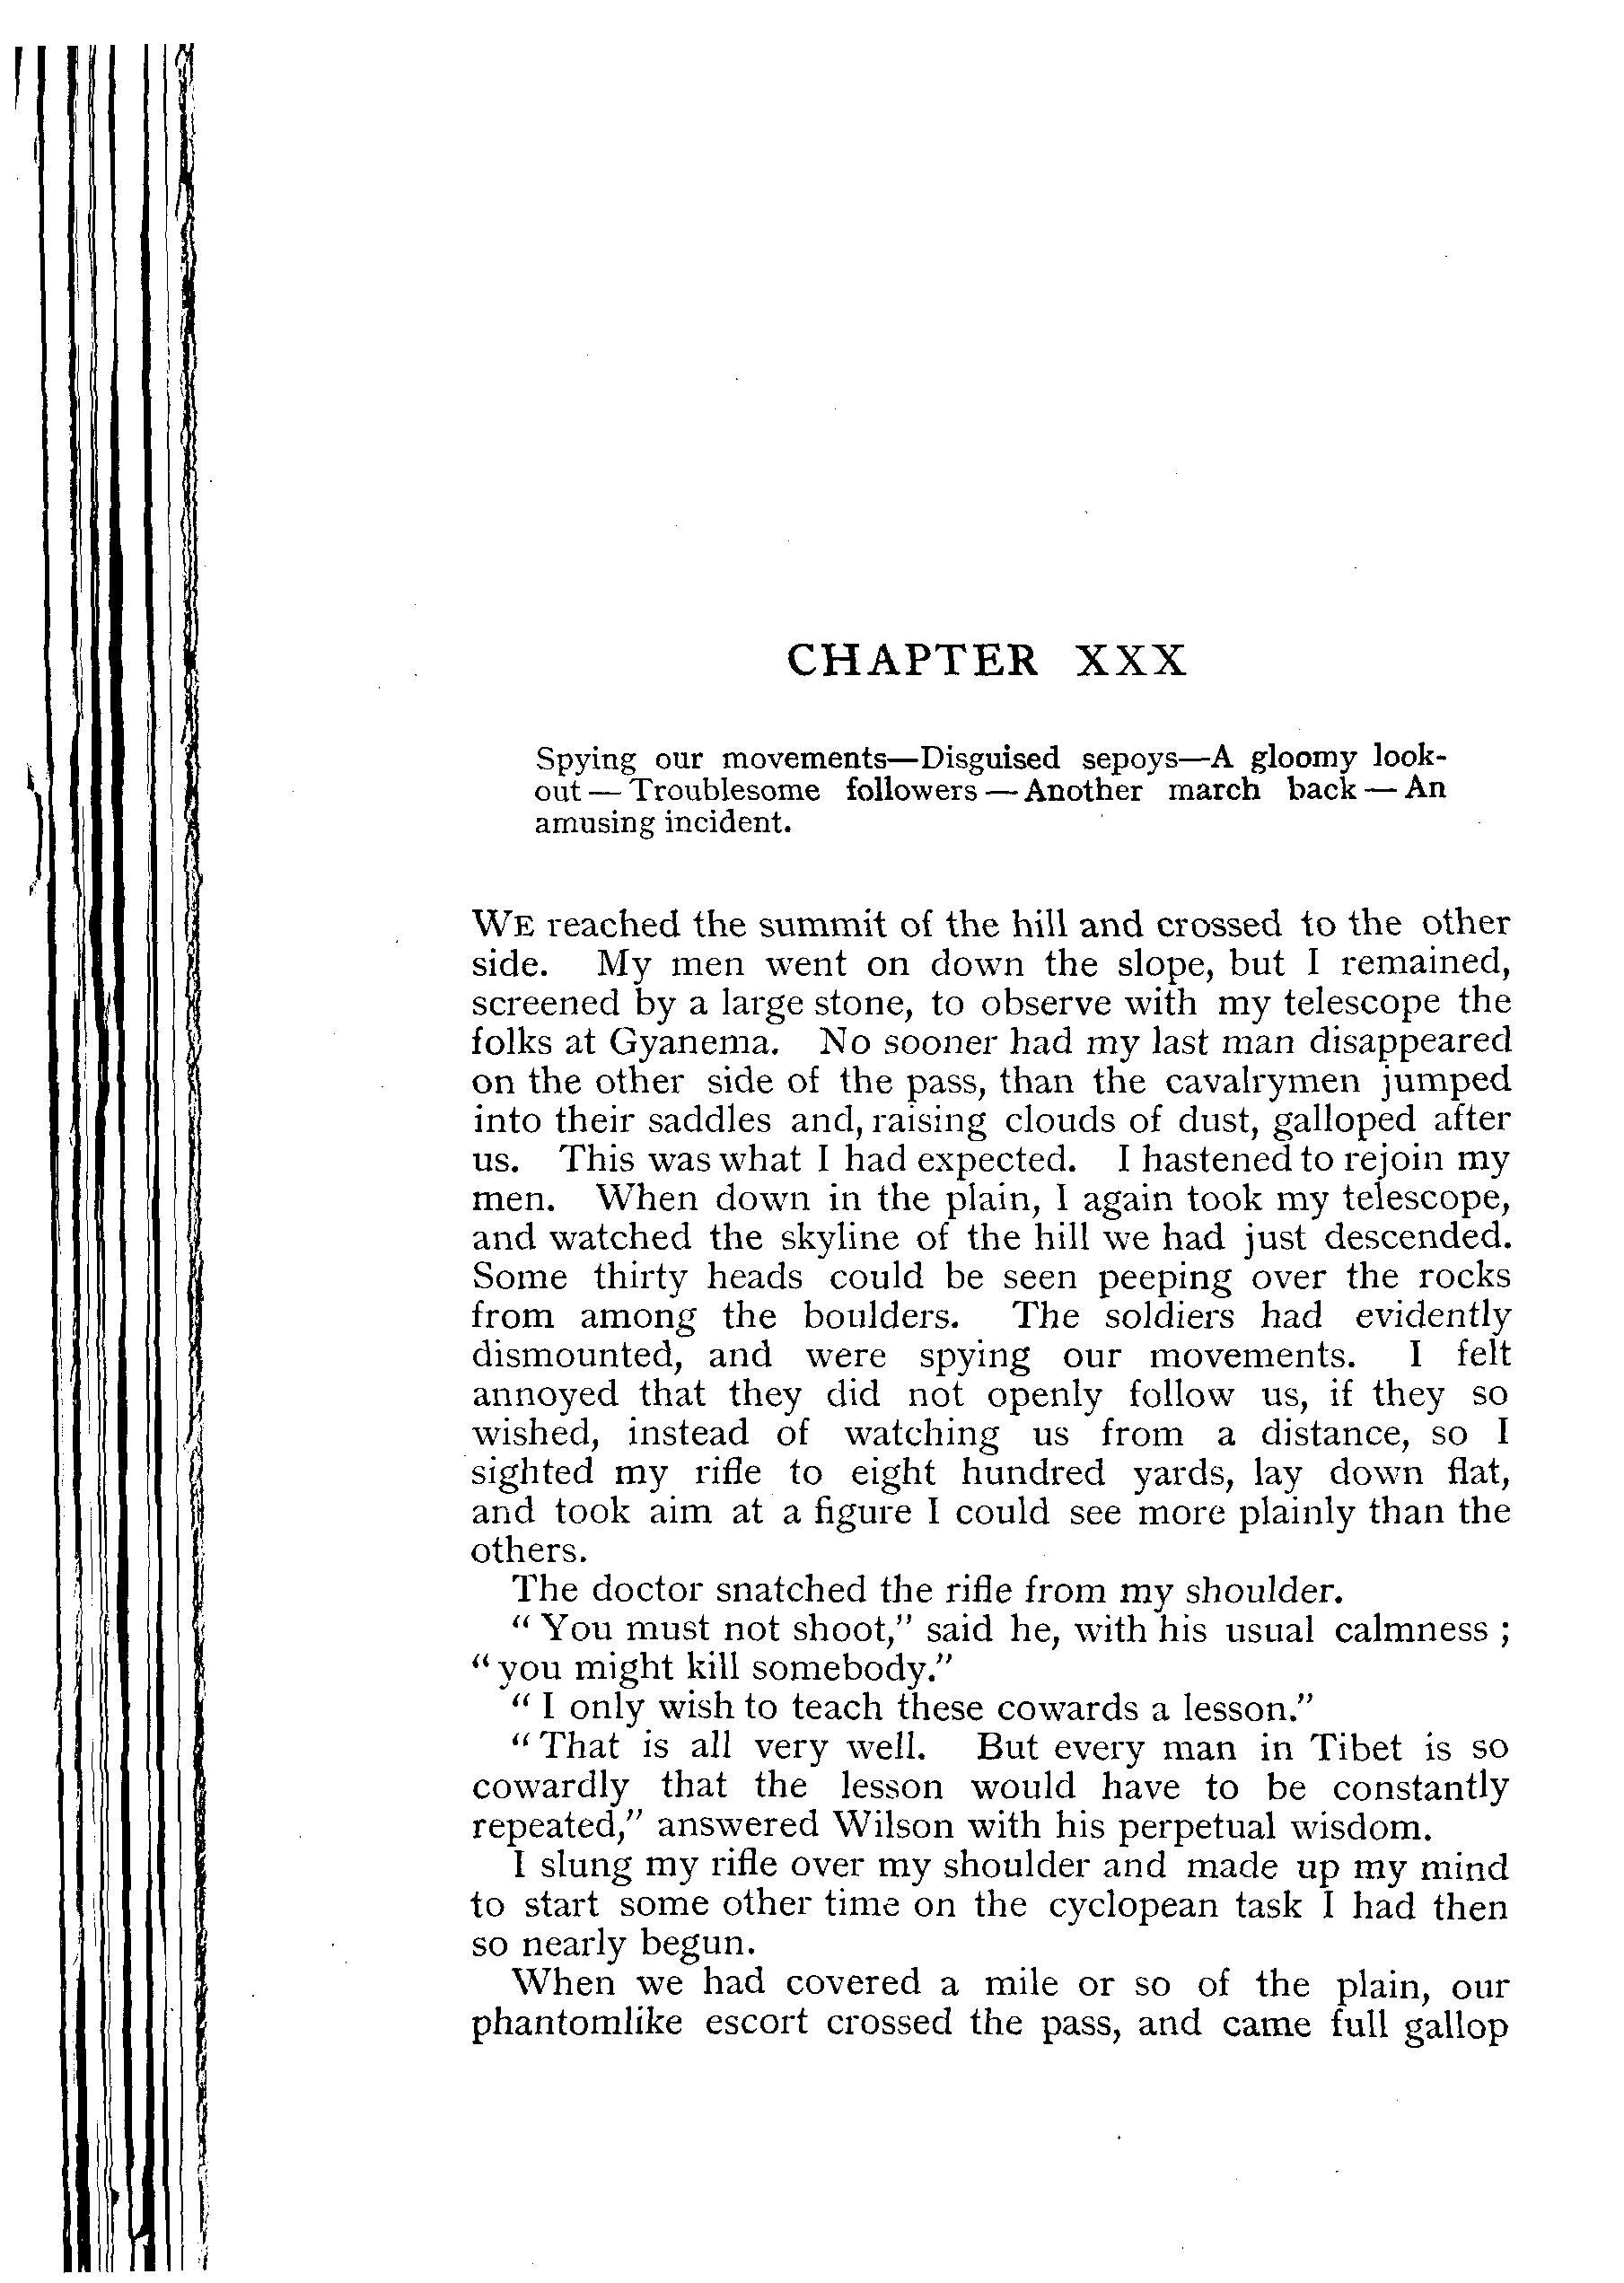 CHAPTER XXX
Spying our movements—Disguised sepoys—A gloomy look-
out — Troublesome followers — Another march back — An
amusing incident.
WE reached the summit of the hill and crossed to the other
side. My men went on down the slope, but I remained,
screened by a large stone, to observe with my telescope the
folks at Gyanema. No sooner had my last man disappeared
on the other side of the pass, than the cavalrymen jumped
into their saddles and, raising clouds of dust, galloped after
us. This was what I had expected. I hastened to rejoin my
men. When down in the plain, I again took my telescope,
and watched the skyline of the hill we had just descended.
Some thirty heads could be seen peeping over the rocks
from among the boulders. The soldiers had evidently
dismounted, and were spying our movements. I felt
annoyed that they did not openly follow us, if they so
wished, instead of watching us from a distance, so I
sighted my rifle to eight hundred yards, lay down flat,
and took aim at a figure I could see more plainly than the
others.
The doctor snatched the rifle from my shoulder.
“ You must not shoot,” said he, with his usual calmness ;
“ you might kill somebody.”
“ I only wish to teach these cowards a lesson.”
“ That is all very well. But every man in Tibet is so
cowardly that the lesson would have to be constantly
repeated,” answered Wilson with his perpetual wisdom.
I slung my rifle over my shoulder and made up my mind
to start some other time on the cyclopean task I had then
so nearly begun.
When we had covered a mile or so of the plain, our
phantomlike escort crossed the pass, and came full gallop